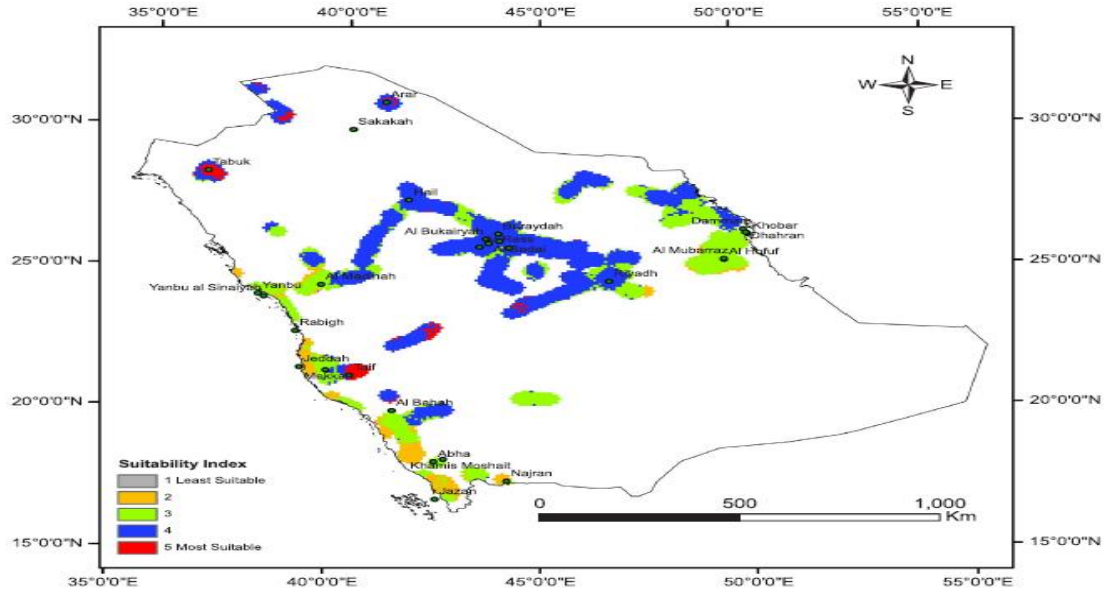 35°0'0"E 40°0'0"E 45°0'0"E 50°0'0"E 55°0'0"E
N
W E
S
30°0'0"N 30°0'0"N
Arar
Sakakah
Tabuk
Hail
Buraydah
Al Bukairyah
Dammam
Khobar
Dhahran
Al Mubarraz Al Hufuf
25°0'0"N 25°0'0"N
Riyadh
Al Madinah
Yanbu al Sinaiyah Yanbu
Rabigh
Jeddah
Makkah
Taif
20°0'0"N 20°0'0"N
Al Bahah
Abha
Khamis Moshait
Najran
Jazan
Suitability Index
1 Least Suitable
2
3
4
5 Most Suitable
0 500 1,000
Km
15°0'0"N 15°0'0"N
35°0'0"E 40°0'0"E 45°0'0"E 50°0'0"E 55°0'0"E